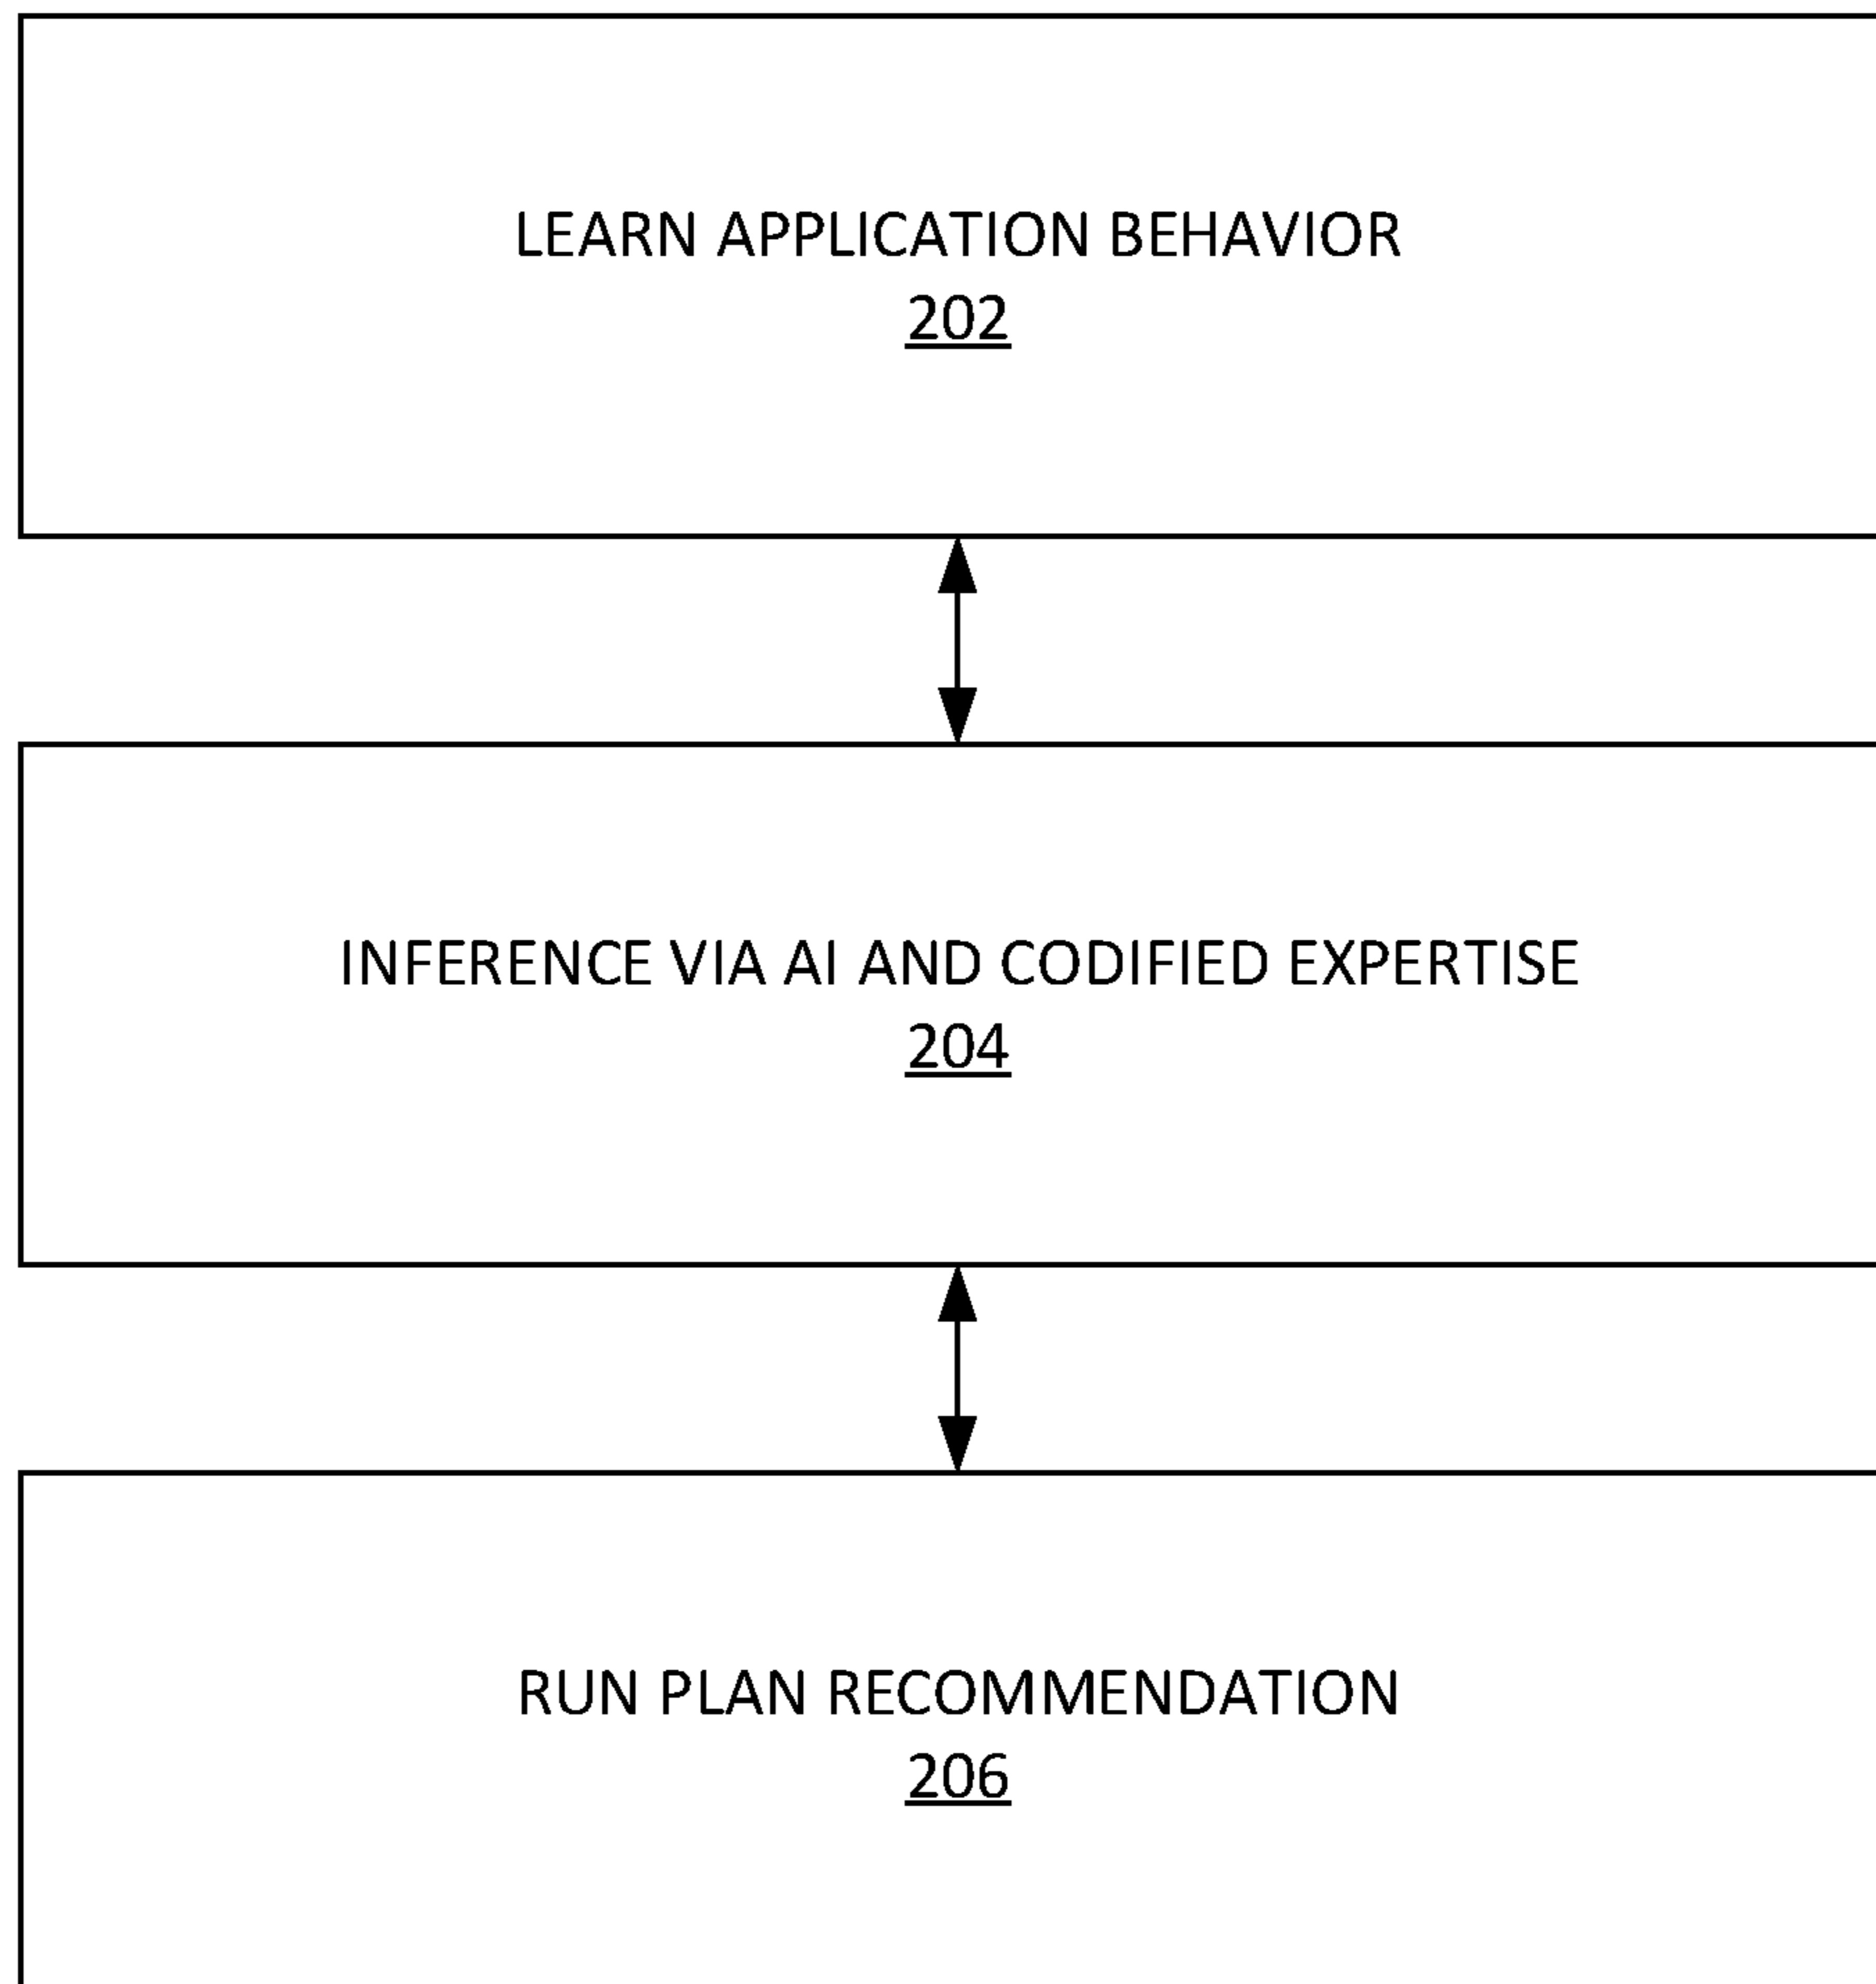 LEARN APPLICATION BEHAVIOR
202
INFERENCE VIA AI AND CODIFIED EXPERTISE
204
RUN PLAN RECOMMENDATION
206